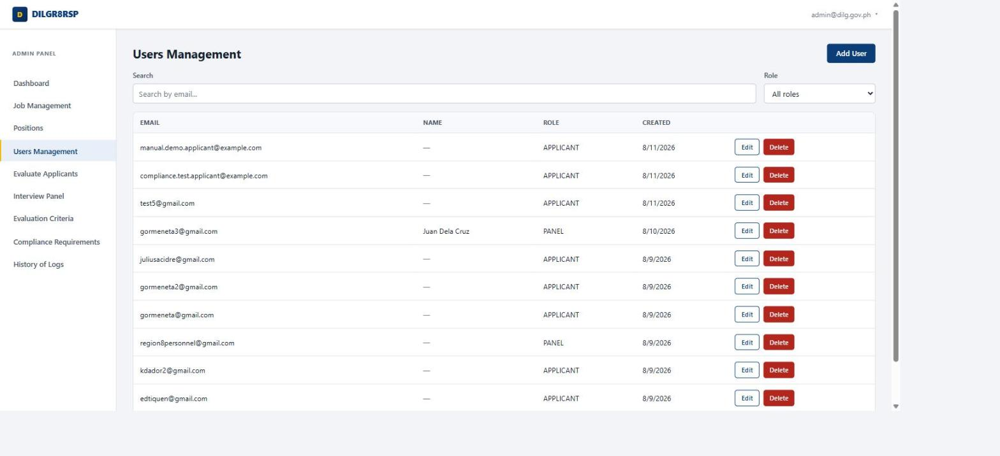 D DILGR8RSP
admin@dilg.gov.ph
ADMIN PANEL
Dashboard
Job Management
Positions
Users Management
Evaluate Applicants
Interview Panel
Evaluation Criteria
Compliance Requirements
History of Logs
Users Management
Add User
Search
Role
Search by email...
All roles
EMAIL NAME ROLE CREATED
manual.demo.applicant@example.com — APPLICANT 8/11/2026 Edit Delete
compliance.test.applicant@example.com — APPLICANT 8/11/2026 Edit Delete
test5@gmail.com — APPLICANT 8/11/2026 Edit Delete
gormeneta3@gmail.com Juan Dela Cruz PANEL 8/10/2026 Edit Delete
juliusacidre@gmail.com — APPLICANT 8/9/2026 Edit Delete
gormeneta2@gmail.com — APPLICANT 8/9/2026 Edit Delete
gormeneta@gmail.com — APPLICANT 8/9/2026 Edit Delete
region8personnel@gmail.com — PANEL 8/9/2026 Edit Delete
kdador2@gmail.com — APPLICANT 8/9/2026 Edit Delete
edtiquen@gmail.com — APPLICANT 8/9/2026 Edit Delete